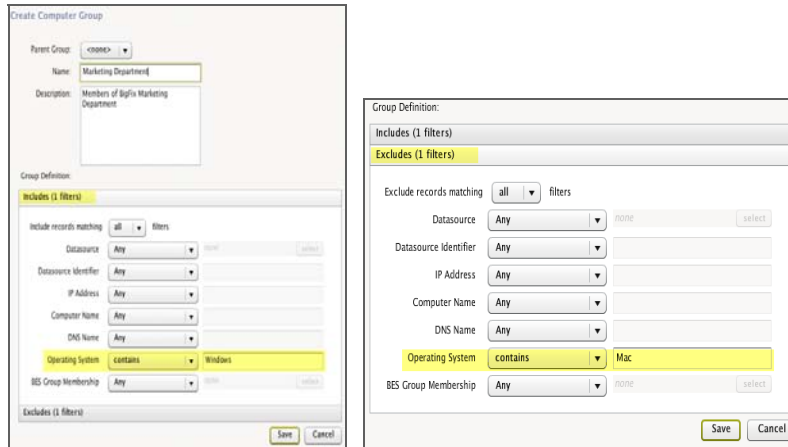 Create Computer Group
Parent Group: <none>
Name: Marketing Department
Description: Members of BigFix Marketing
Department
Group Definition:
Includes (1 filters)
Include records matching all filters
Datasource Any none select
Datasource Identifier Any
IP Address Any
Computer Name Any
DNS Name Any
Operating System contains Windows
BES Group Membership Any none select
Excludes (1 filters)
Save Cancel
Group Definition:
Includes (1 filters)
Excludes (1 filters)
Exclude records matching all filters
Datasource Any none select
Datasource Identifier Any
IP Address Any
Computer Name Any
DNS Name Any
Operating System contains Mac
BES Group Membership Any none select
Save Cancel